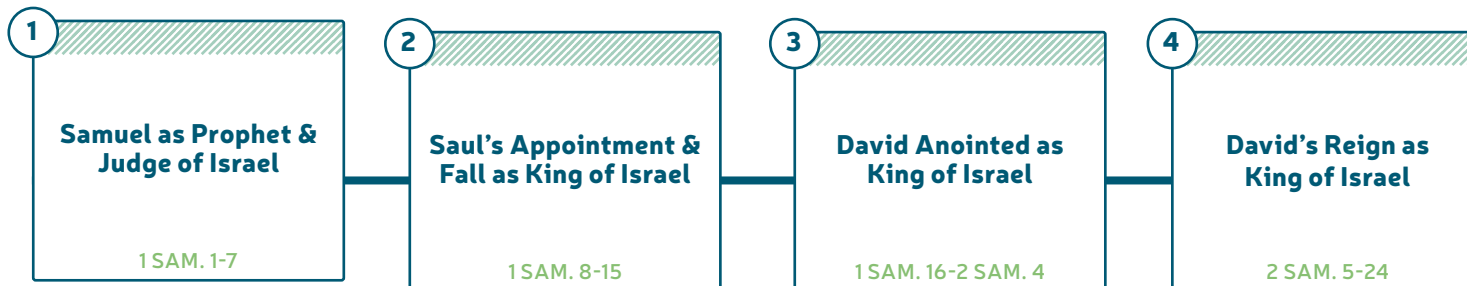 1
Samuel as Prophet &
Judge of Israel
1 SAM. 1-7
2
Saul’s Appointment &
Fall as King of Israel
1 SAM. 8-15
3
David Anointed as
King of Israel
1 SAM. 16-2 SAM. 4
4
David’s Reign as
King of Israel
2 SAM. 5-24